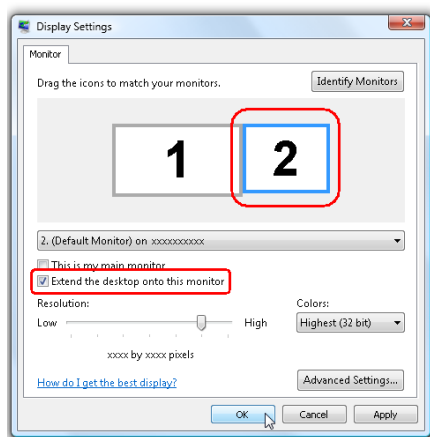 Display Settings
Monitor
Drag the icons to match your monitors.
Identify Monitors
1
2
2. (Default Monitor) on xxxxxxxxxx
This is my main monitor
Extend the desktop onto this monitor
Resolution:
Colors:
Low
High
Highest (32 bit)
xxxx by xxxx pixels
How do I get the best display?
Advanced Settings...
OK
Cancel
Apply